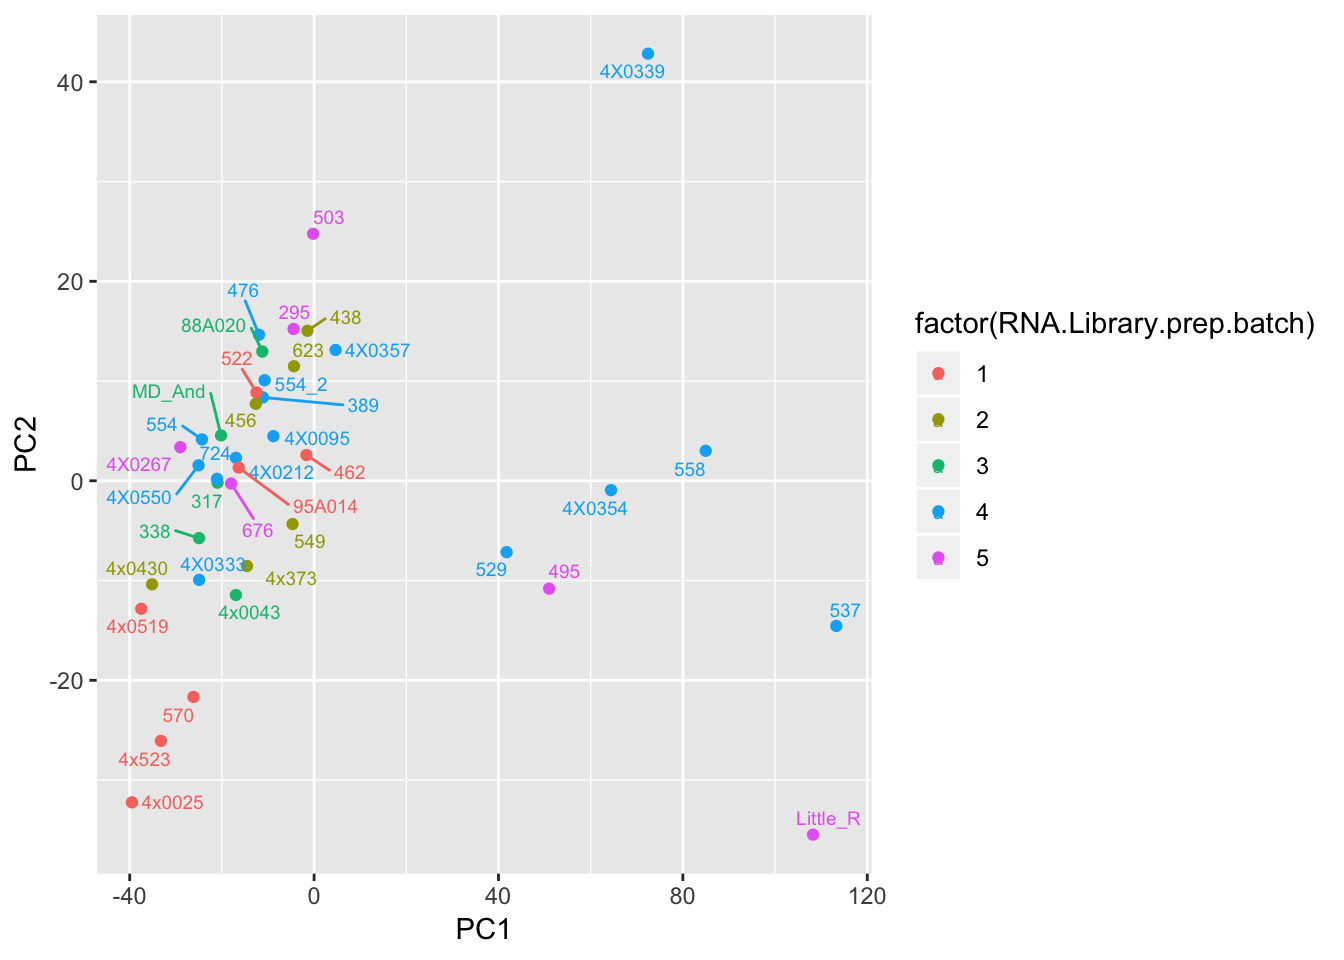 4X0339
40
503
20
476
295
438
88A020
623
4X0357
522
554_2
MD_And
389
456
554
4X0095
724
4X0267
4X0212
462
558
0
4X0550
317
95A014
4X0354
338
676
549
4X0333
4x0430
4x373
529
495
4x0043
537
4x0519
-20
570
4x523
4x0025
Little_R
-40
0
40
80
120
PC1
PC2
factor(RNA.Library.prep.batch)
1
2
3
4
5